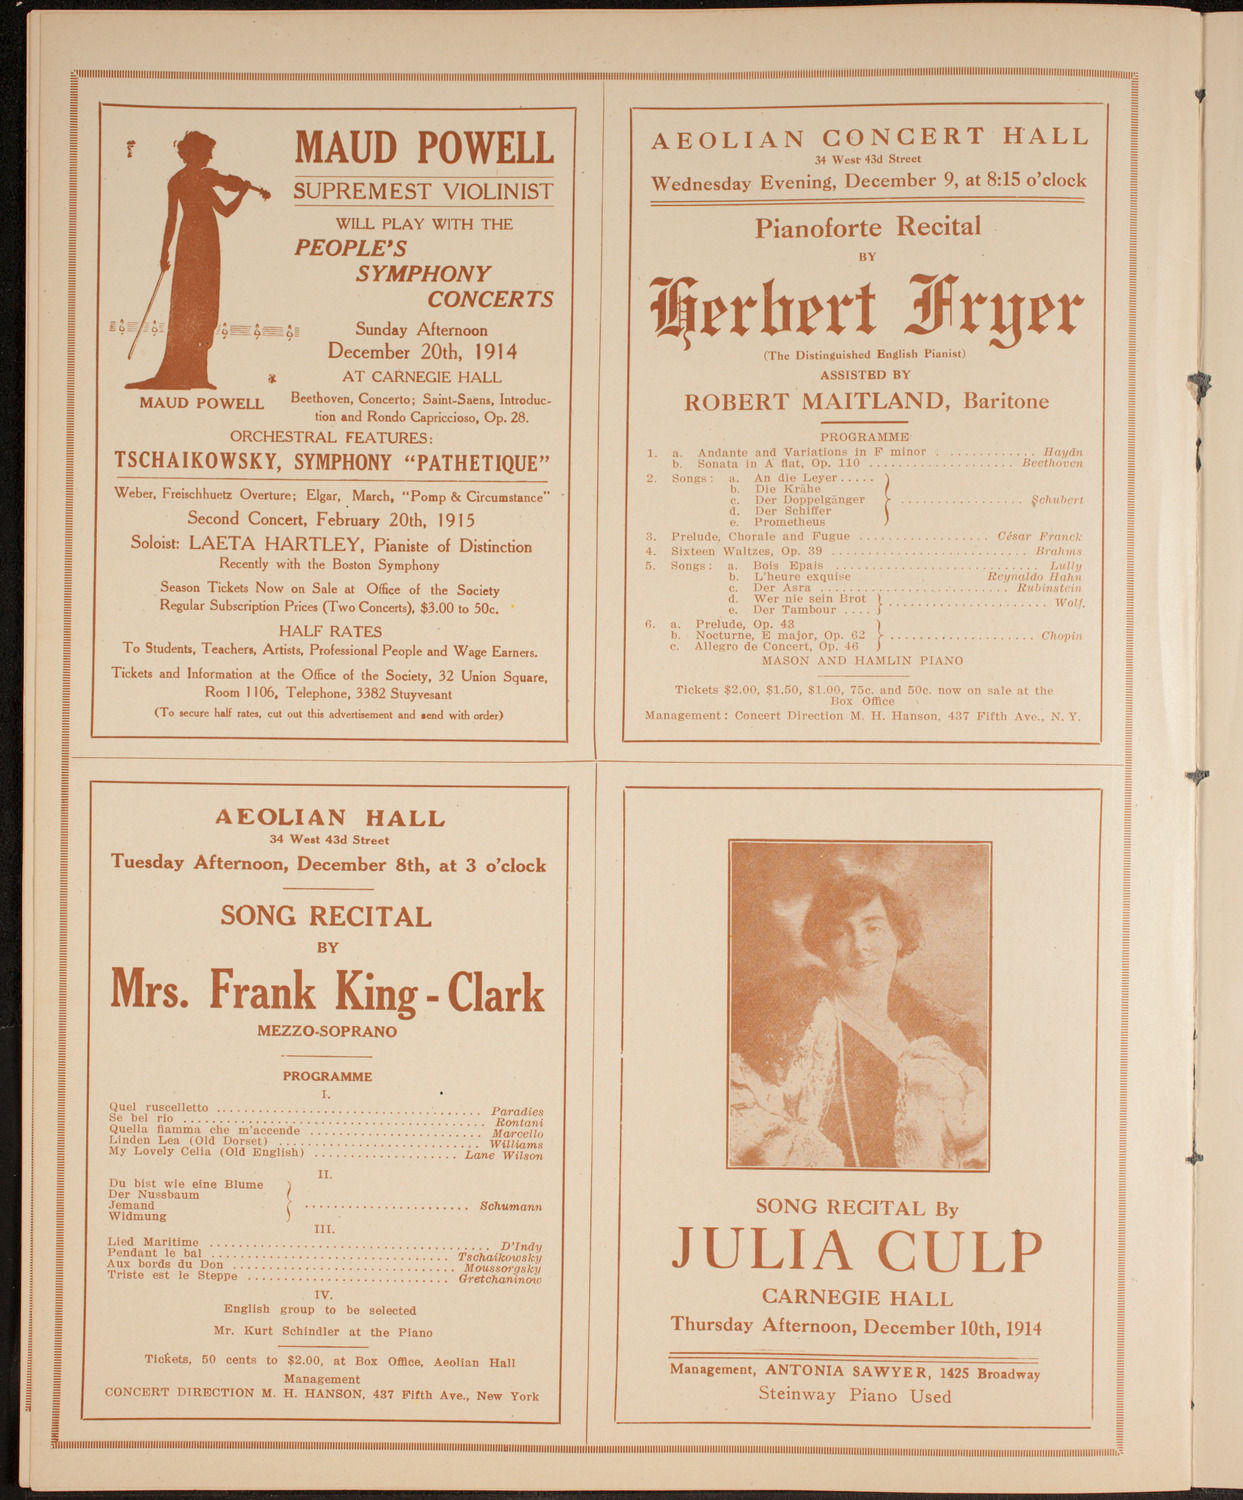 MAUD POWELL
SUPREMEST VIOLINIST
WILL PLAY WITH THE
PEOPLE'S
SYMPHONY
CONCERTS
Sunday Afternoon
December 20th, 1914
AT CARNEGIE HALL
MAUD POWELL
Beethoven, Concerto; Saint-Saens, Introduc-
tion and Rondo Capriccioso, Op. 28.
ORCHESTRAL FEATURES:
TSCHAIKOWSKY, SYMPHONY "PATHETIQUE"
Weber, Freischhuetz Overture; Elgar, March, "Pomp & Circumstance"
Second Concert, February 20th, 1915
Soloist: LAETA HARTLEY, Pianiste of Distinction
Recently with the Boston Symphony
Season Tickets Now on Sale at Office of the Society
Regular Subscription Prices (Two Concerts), $3.00 to 50c.
HALF RATES
To Students, Teachers, Artists, Professional People and Wage Earners.
Tickets and Information at the Office of the Society, 32 Union Square,
Room 1106, Telephone, 3382 Stuyvesant
(To secure half rates, cut out this advertisement and send with order)
AEOLIAN CONCERT HALL
34 West 43d Street
Wednesday Evening, December 9, at 8:15 o'clock
Pianoforte Recital
BY
Herbert Fryer
(The Distinguished English Pianist)
ASSISTED BY
ROBERT MAITLAND, Baritone
PROGRAMME
1. a. Andante and Variations in F minor ............. Haydn
b. Sonata in A flat, Op. 110 .................... Beethoven
2. Songs: a. An die Leyer.....
b. Die Krähe
c. Der Doppelgänger .................. Schubert
d. Der Schiffer
e. Prometheus
3. Prelude, Chorale and Fugue ................... César Franck
4. Sixteen Waltzes, Op. 39 ............................ Brahms
5. Songs: a. Bois Epais .............................. Lully
b. L'heure exquise Reynaldo Hahn
c. Der Asra ........................... Rubinstein
d. Wer nie sein Brot
e. Der Tambour .... ....................... Wolf.
6. a. Prelude, Op. 43
b. Nocturne, E major, Op. 62 ..................... Chopin
c. Allegro de Concert, Op. 46
MASON AND HAMLIN PIANO
Tickets $2.00, $1.50, $1.00, 75c. and 50c. now on sale at the
Box Office
Management: Concert Direction M. H. Hanson, 437 Fifth Ave., N. Y.
AEOLIAN HALL
34 West 43d Street
Tuesday Afternoon, December 8th, at 3 o'clock
SONG RECITAL
BY
Mrs. Frank King-Clark
MEZZO-SOPRANO
PROGRAMME
I.
Quel ruscelletto ...................................... Paradies
Se bel rio ............................................... Rontani
Quella fiamma che m'accende ......................... Marcello
Linden Lea (Old Dorset) ............................. Williams
My Lovely Celia (Old English) ..................... Lane Wilson
II.
Du bist wie eine Blume
Der Nussbaum
Jemand ........................ Schumann
Widmung
III.
Lied Maritime ........................................ D'Indy
Pendant le bal ................................... Tschaikowsky
Aux bords du Don ................................ Moussorgsky
Triste est le Steppe ............................. Gretchaninow
IV.
English group to be selected
Mr. Kurt Schindler at the Piano
Tickets, 50 cents to $2.00, at Box Office, Aeolian Hall
Management
CONCERT DIRECTION M. H. HANSON, 437 Fifth Ave., New York
SONG RECITAL By
JULIA CULP
CARNEGIE HALL
Thursday Afternoon, December 10th, 1914
Management, ANTONIA SAWYER, 1425 Broadway
Steinway Piano Used